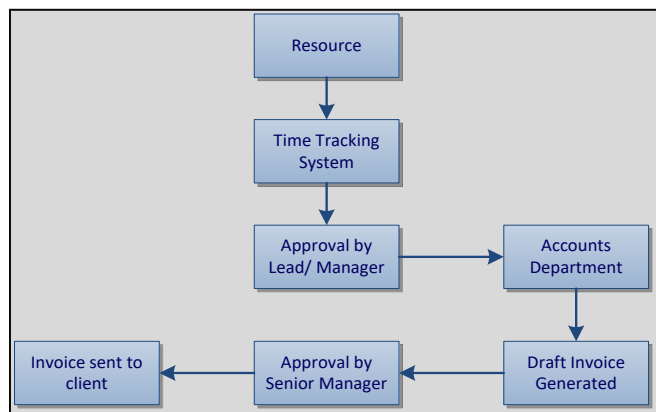 Resource
Time Tracking
System
Approval by
Lead/ Manager
Accounts
Department
Draft Invoice
Generated
Approval by
Senior Manager
Invoice sent to
client